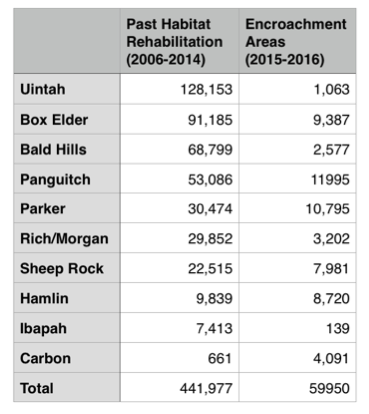 Past Habitat Rehabilitation (2006-2014) Encroachment Areas (2015-2016)
Uintah 128,153 1,063
Box Elder 91,185 9,387
Bald Hills 68,799 2,577
Panguitch 53,086 11995
Parker 30,474 10,795
Rich/Morgan 29,852 3,202
Sheep Rock 22,515 7,981
Hamlin 9,839 8,720
Ibapah 7,413 139
Carbon 661 4,091
Total 441,977 59950